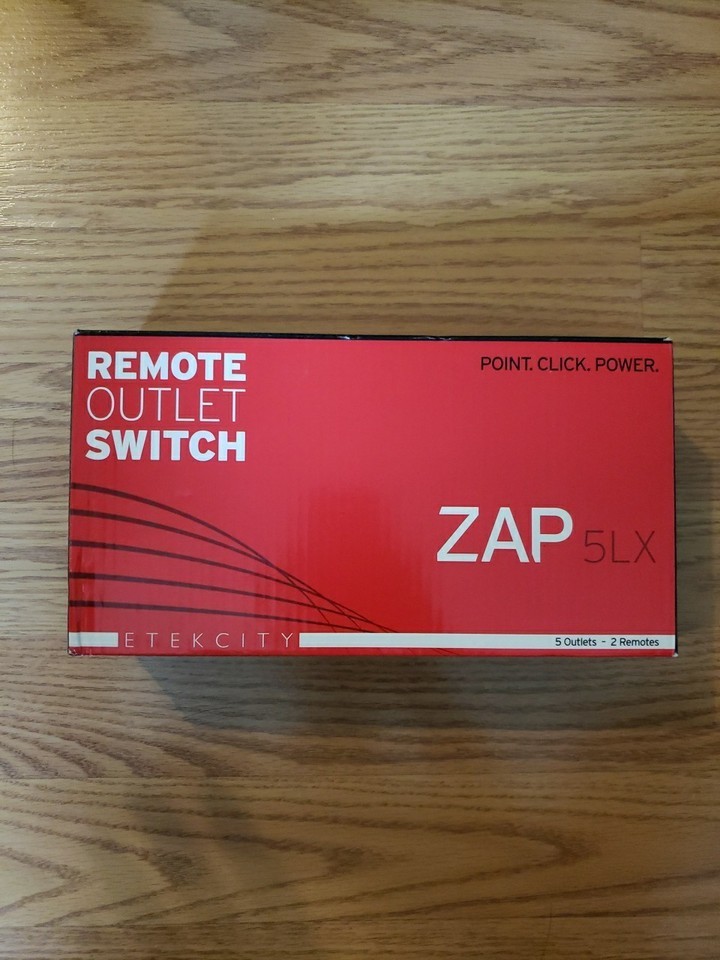 REMOTE
OUTLET
SWITCH
POINT. CLICK. POWER.
ZAP 5LX
ETEKCITY
5 Outlets - 2 Remotes